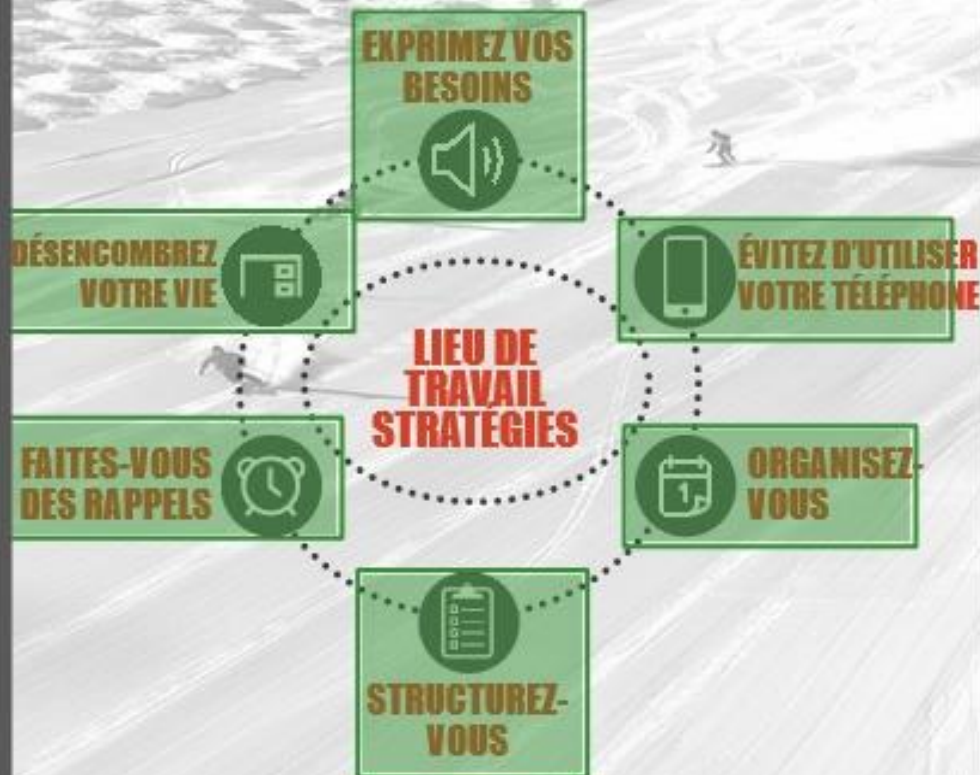 EXPRIMEZ VOS
BESOINS
DÉSENCOMBREZ
VOTRE VIE
ÉVITEZ D'UTILISER
VOTRE TÉLÉPHONE
LIEU DE
TRAVAIL
STRATÉGIES
FAITES-VOUS
DES RAPPELS
1
ORGANISEZ-
VOUS
STRUCTUREZ-
VOUS